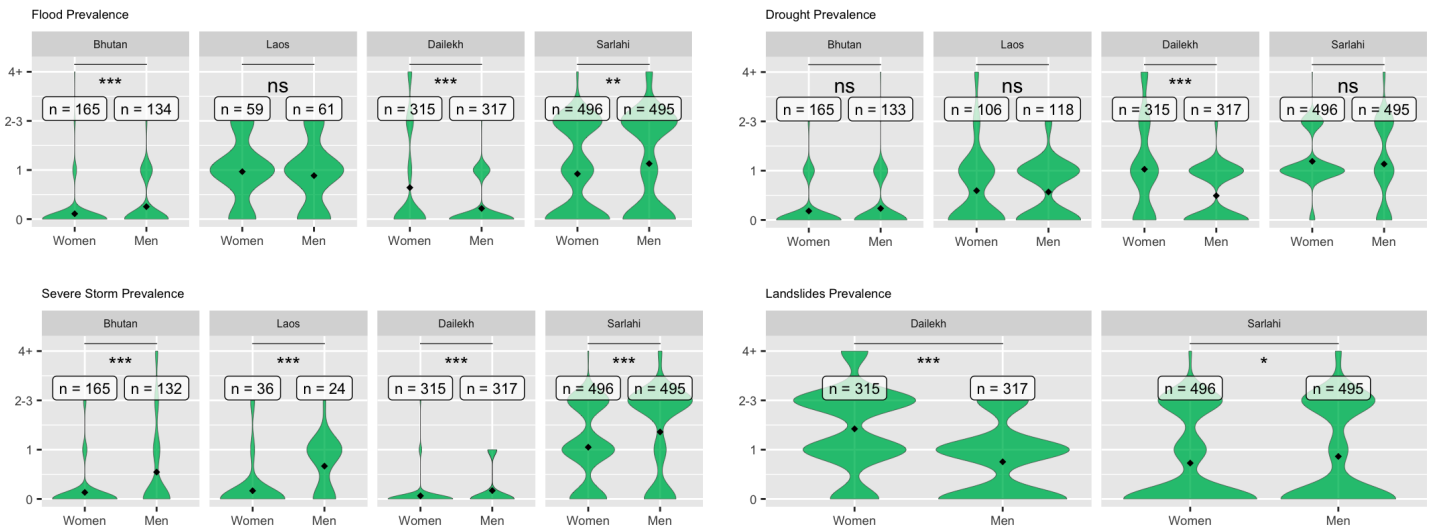 Flood Prevalence
Bhutan Laos Dailekh Sarlahi
4+
*** ns *** **
n = 165 n = 134 n = 59 n = 61 n = 315 n = 317 n = 496 n = 495
2-3
1
0
Women Men Women Men Women Men Women Men
Drought Prevalence
Bhutan Laos Dailekh Sarlahi
4+
ns ns *** ns
n = 165 n = 133 n = 106 n = 118 n = 315 n = 317 n = 496 n = 495
2-3
1
0
Women Men Women Men Women Men Women Men
Severe Storm Prevalence
Bhutan Laos Dailekh Sarlahi
4+
*** *** *** ***
n = 165 n = 132 n = 36 n = 24 n = 315 n = 317 n = 496 n = 495
2-3
1
0
Women Men Women Men Women Men Women Men
Landslides Prevalence
Dailekh Sarlahi
4+
*** *
n = 315 n = 317 n = 496 n = 495
2-3
1
0
Women Men Women Men